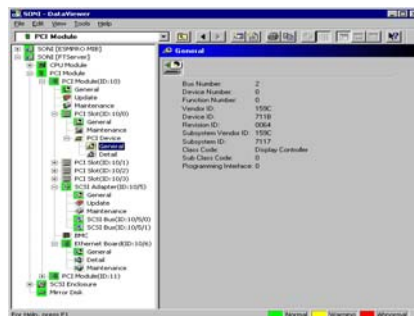 SONI - DataViewer
File Edit View Tools Help
PCI Module
SONI [ESMPRO MIB]
SONI [FTServer]
CPU Module
PCI Module
PCI Module(ID:10)
General
Update
Maintenance
PCI Slot(ID:10/0)
General
Maintenance
PCI Device
General
Detail
PCI Slot(ID:10/1)
PCI Slot(ID:10/2)
PCI Slot(ID:10/3)
SCSI Adapter(ID:10/5)
General
Update
Maintenance
SCSI Bus(ID:10/5/0)
SCSI Bus(ID:10/5/1)
BMC
Ethernet Board(ID:10/6)
General
Detail
Maintenance
PCI Module(ID:11)
SCSI Enclosure
Mirror Disk
General
Bus Number: 2
Device Number: 0
Function Number: 0
Vendor ID: 159C
Device ID: 711B
Revision ID: 0064
Subsystem Vendor ID: 159C
Subsystem ID: 7117
Class Code: Display Controller
Sub Class Code: 0
Programming Interface: 0
For Help, press F1
Normal Warning Abnormal